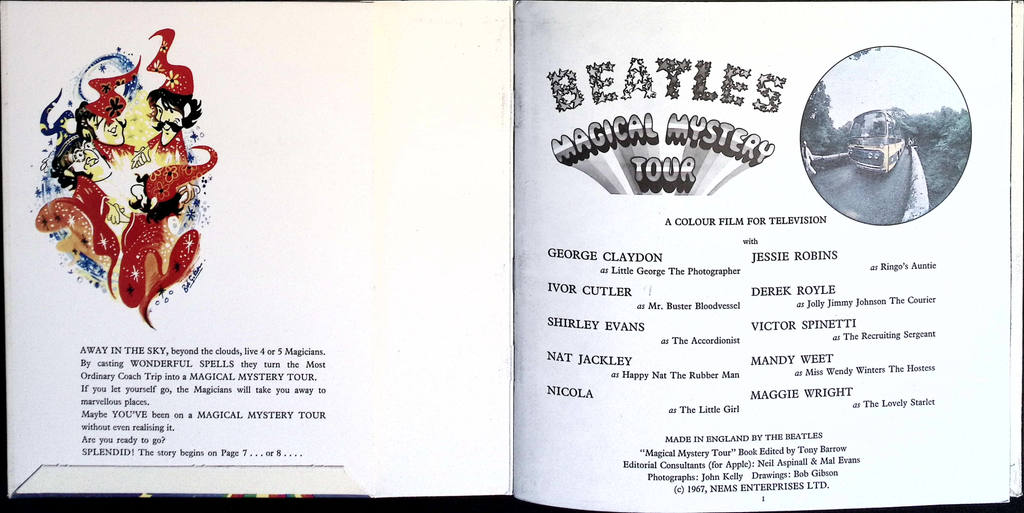 Bob Gibson
AWAY IN THE SKY, beyond the clouds, live 4 or 5 Magicians.
By casting WONDERFUL SPELLS they turn the Most
Ordinary Coach Trip into a MAGICAL MYSTERY TOUR.
If you let yourself go, the Magicians will take you away to
marvellous places.
Maybe YOU'VE been on a MAGICAL MYSTERY TOUR
without even realising it.
Are you ready to go?
SPLENDID! The story begins on Page 7 . . . or 8 . . . .
BEATLES
MAGICAL MYSTERY
TOUR
A COLOUR FILM FOR TELEVISION
with
GEORGE CLAYDON
as Little George The Photographer
IVOR CUTLER
as Mr. Buster Bloodvessel
SHIRLEY EVANS
as The Accordionist
NAT JACKLEY
as Happy Nat The Rubber Man
NICOLA
as The Little Girl
JESSIE ROBINS
as Ringo's Auntie
DEREK ROYLE
as Jolly Jimmy Johnson The Courier
VICTOR SPINETTI
as The Recruiting Sergeant
MANDY WEET
as Miss Wendy Winters The Hostess
MAGGIE WRIGHT
as The Lovely Starlet
MADE IN ENGLAND BY THE BEATLES
"Magical Mystery Tour" Book Edited by Tony Barrow
Editorial Consultants (for Apple): Neil Aspinall & Mal Evans
Photographs: John Kelly Drawings: Bob Gibson
(c) 1967, NEMS ENTERPRISES LTD.
1